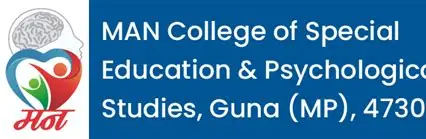 MAN College of Special
Education & Psychologica
Studies, Guna (MP), 4730